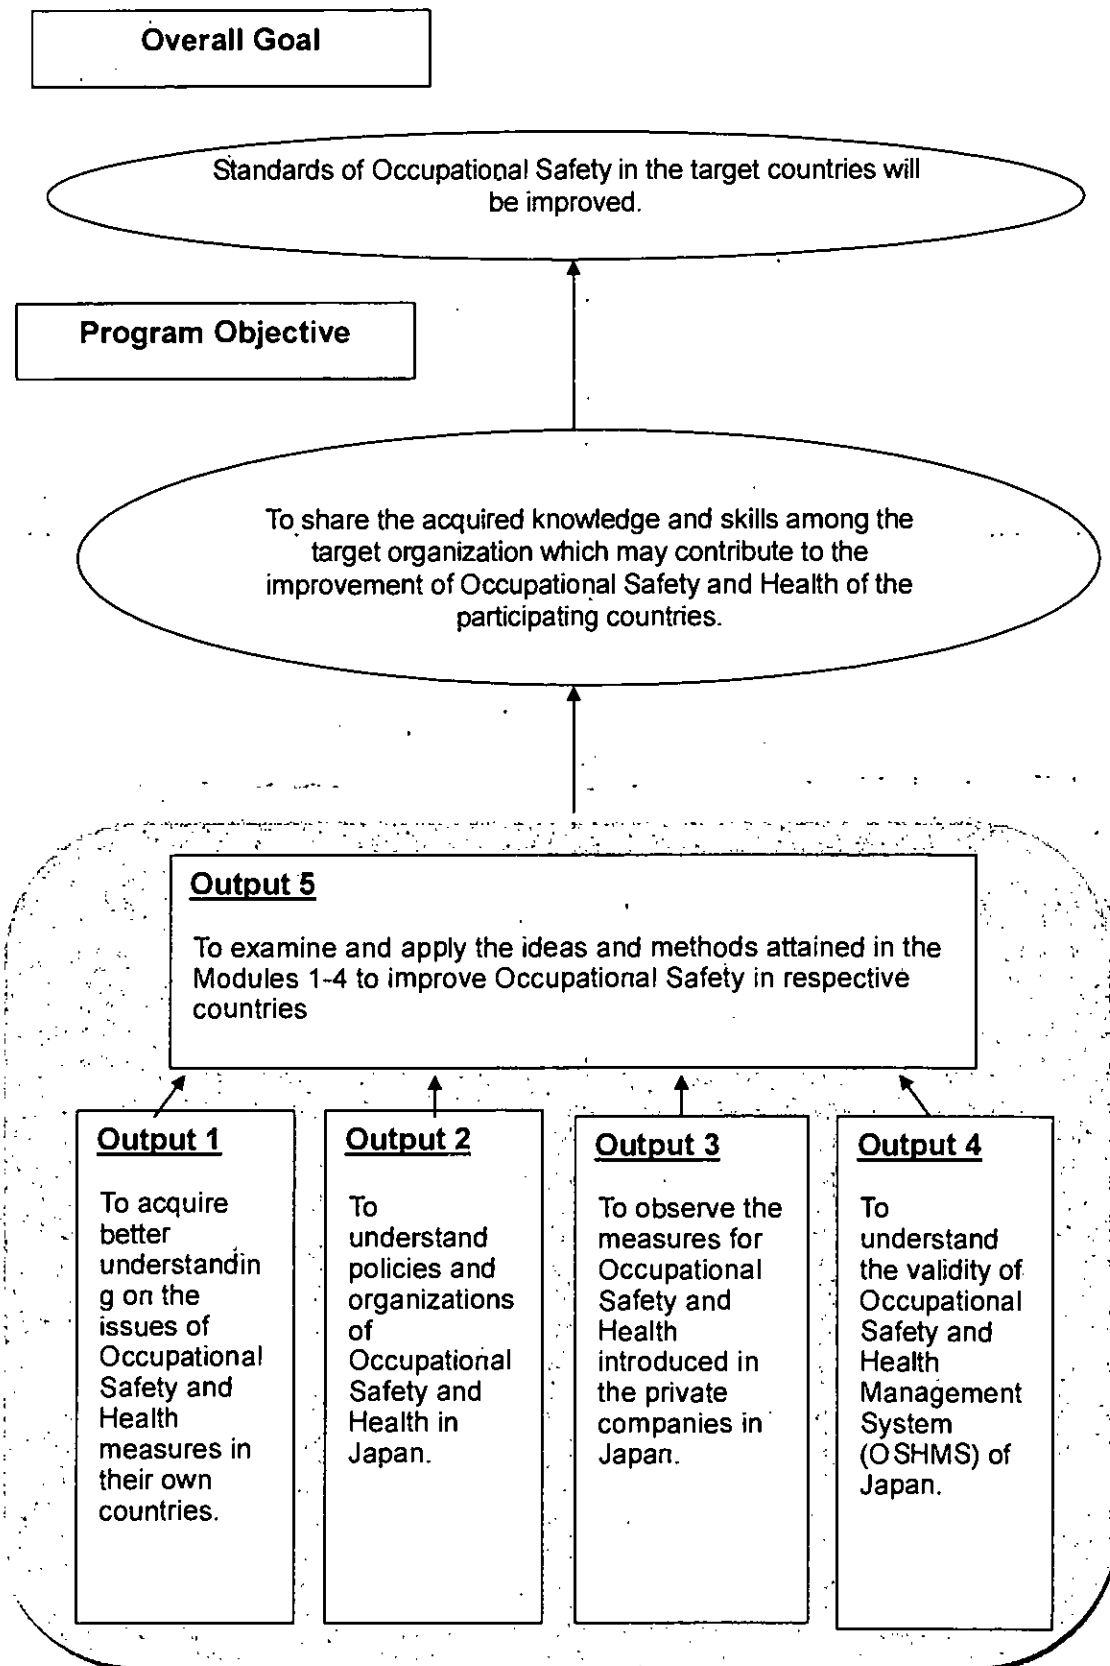 Overall Goal
Standards of Occupational Safety in the target countries will
be improved.
Program Objective
To share the acquired knowledge and skills among the
target organization which may contribute to the
improvement of Occupational Safety and Health of the
participating countries.
Output 5
To examine and apply the ideas and methods attained in the
Modules 1-4 to improve Occupational Safety in respective
countries
Output 1
To acquire
better
understandin
g on the
issues of
Occupational
Safety and
Health
measures in
their own
countries.
Output 2
To
understand
policies and
organizations
of
Occupational
Safety and
Health in
Japan.
Output 3
To observe the
measures for
Occupational
Safety and
Health
introduced in
the private
companies in
Japan.
Output 4
To
understand
the validity of
Occupational
Safety and
Health
Management
System
(OSHMS) of
Japan.